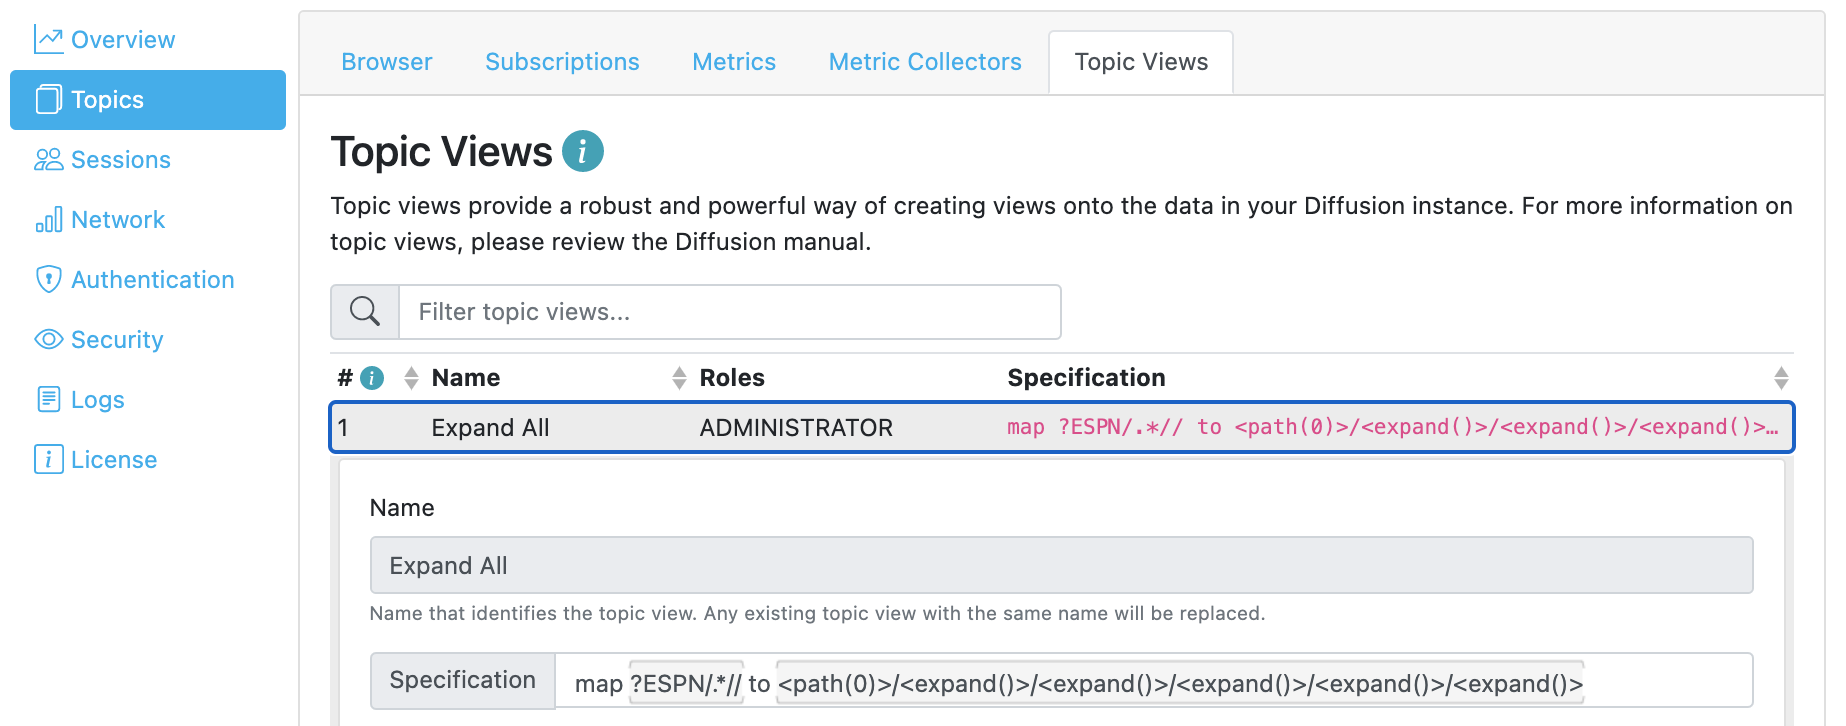 Overview
Topics
Sessions
Network
Authentication
Security
Logs
License
Browser Subscriptions Metrics Metric Collectors Topic Views
Topic Views i
Topic views provide a robust and powerful way of creating views onto the data in your Diffusion instance. For more information on
topic views, please review the Diffusion manual.
Filter topic views...
# i Name Roles Specification
1 Expand All ADMINISTRATOR map ?ESPN/.*// to <path(0)>/<expand()>/<expand()>/<expand()>…
Name
Expand All
Name that identifies the topic view. Any existing topic view with the same name will be replaced.
Specification map ?ESPN/.*// to <path(0)>/<expand()>/<expand()>/<expand()>/<expand()>/<expand()>